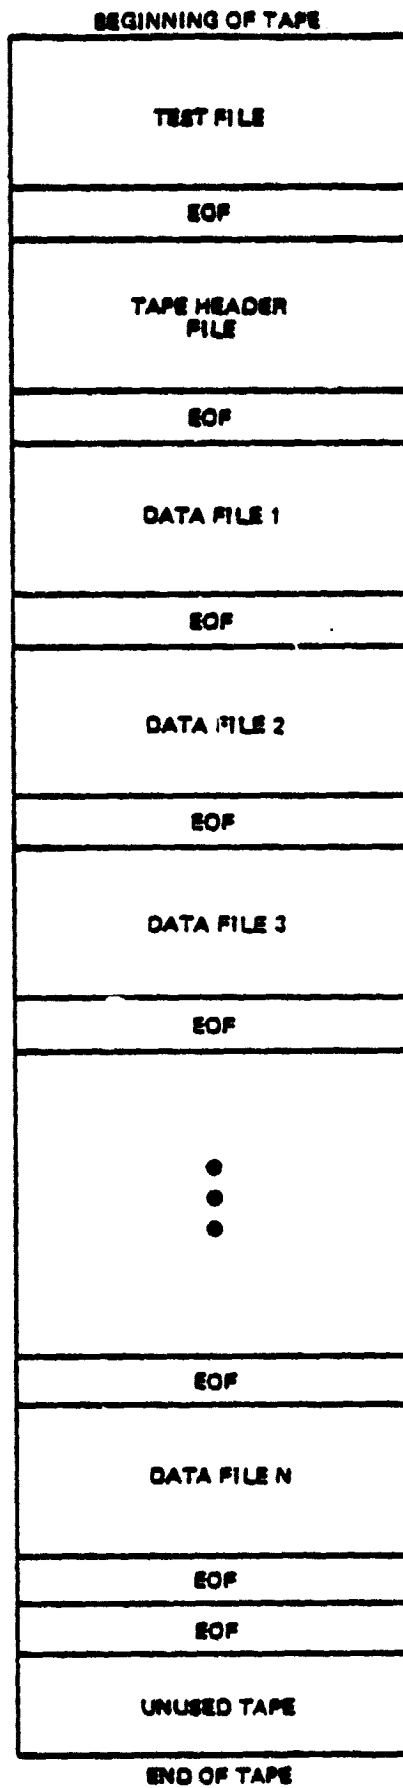 BEGINNING OF TAPE
TEST FILE
EOF
TAPE HEADER
FILE
EOF
DATA FILE 1
EOF
DATA FILE 2
EOF
DATA FILE 3
EOF
EOF
DATA FILE N
EOF
EOF
UNUSED TAPE
END OF TAPE